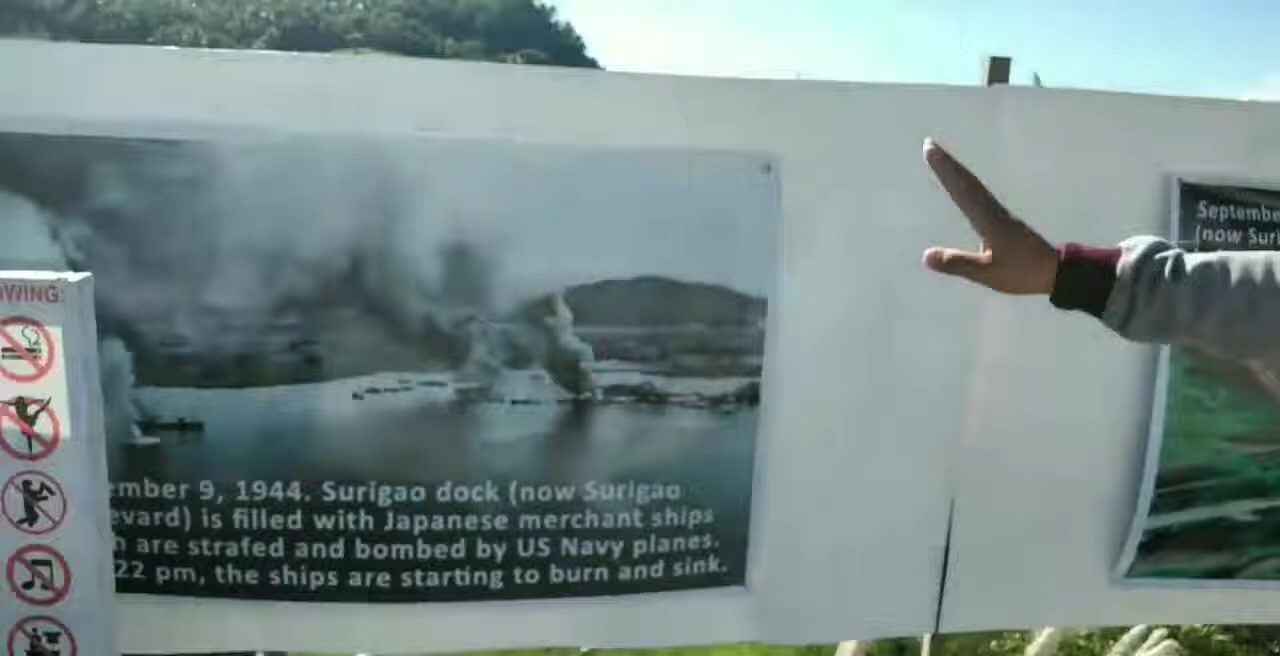 OWING:
ember 9, 1944. Surigao dock (now Surigao
evard) is filled with Japanese merchant ships
h are strafed and bombed by US Navy planes.
22 pm, the ships are starting to burn and sink.
Septembe
(now Suri